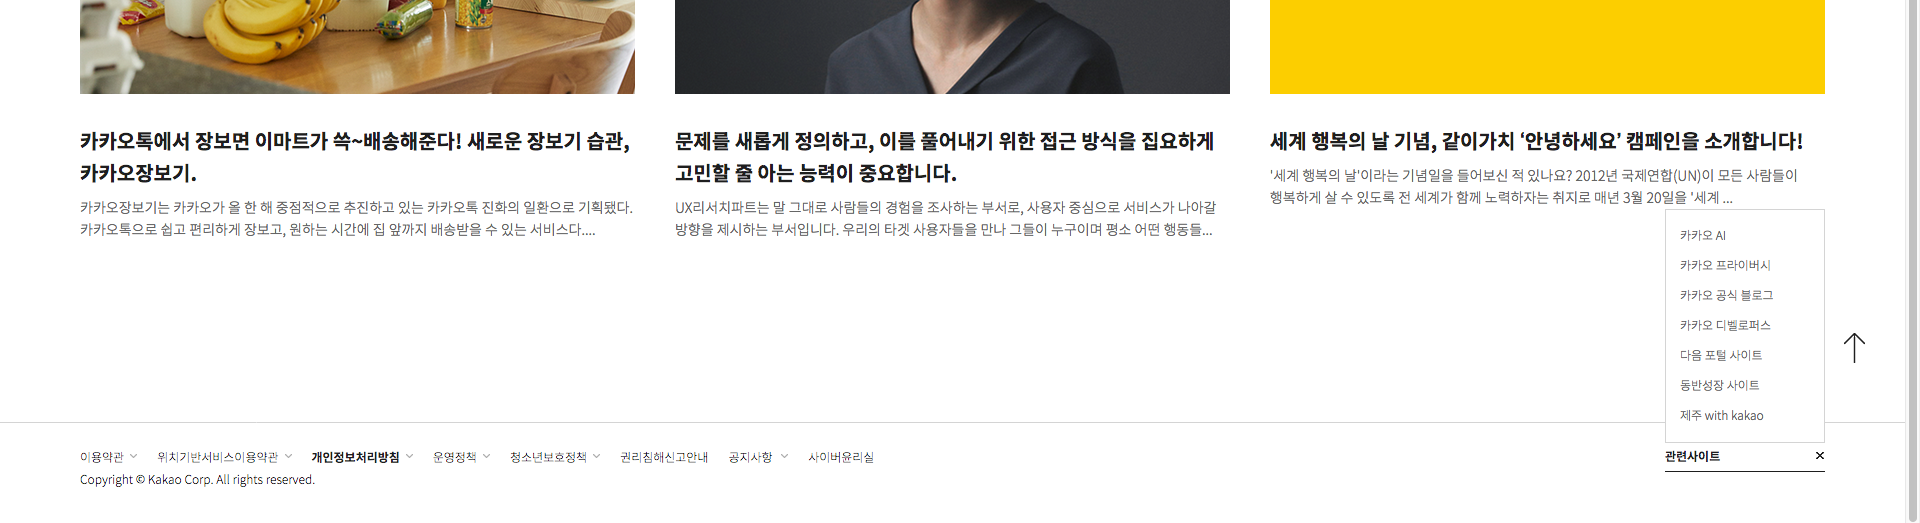 카카오톡에서 장보면 이마트가 쓱~배송해준다! 새로운 장보기 습관,
카카오장보기.
카카오장보기는 카카오가 올 한 해 중점적으로 추진하고 있는 카카오톡 진화의 일환으로 기획됐다.
카카오톡으로 쉽고 편리하게 장보고, 원하는 시간에 집 앞까지 배송받을 수 있는 서비스다....
문제를 새롭게 정의하고, 이를 풀어내기 위한 접근 방식을 집요하게
고민할 줄 아는 능력이 중요합니다.
UX리서치파트는 말 그대로 사람들의 경험을 조사하는 부서로, 사용자 중심으로 서비스가 나아갈
방향을 제시하는 부서입니다. 우리의 타겟 사용자들을 만나 그들이 누구이며 평소 어떤 행동들...
세계 행복의 날 기념, 같이가치 ‘안녕하세요’ 캠페인을 소개합니다!
'세계 행복의 날'이라는 기념일을 들어보신 적 있나요? 2012년 국제연합(UN)이 모든 사람들이
행복하게 살 수 있도록 전 세계가 함께 노력하자는 취지로 매년 3월 20일을 '세계 ...
카카오 AI
카카오 프라이버시
카카오 공식 블로그
카카오 디벨로퍼스
다음 포털 사이트
동반성장 사이트
제주 with kakao
관련사이트
이용약관 위치기반서비스이용약관 개인정보처리방침 운영정책 청소년보호정책 권리침해신고안내 공지사항 사이버윤리실
Copyright © Kakao Corp. All rights reserved.